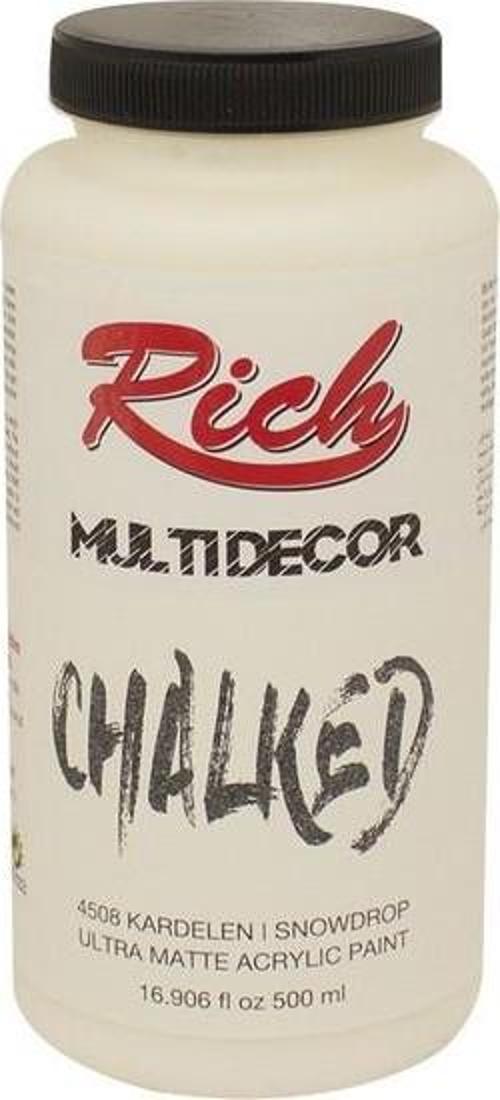 Rich
MULTIDECOR
CHALKED
4508 KARDELEN | SNOWDROP
ULTRA MATTE ACRYLIC PAINT
16.906 fl oz 500 ml